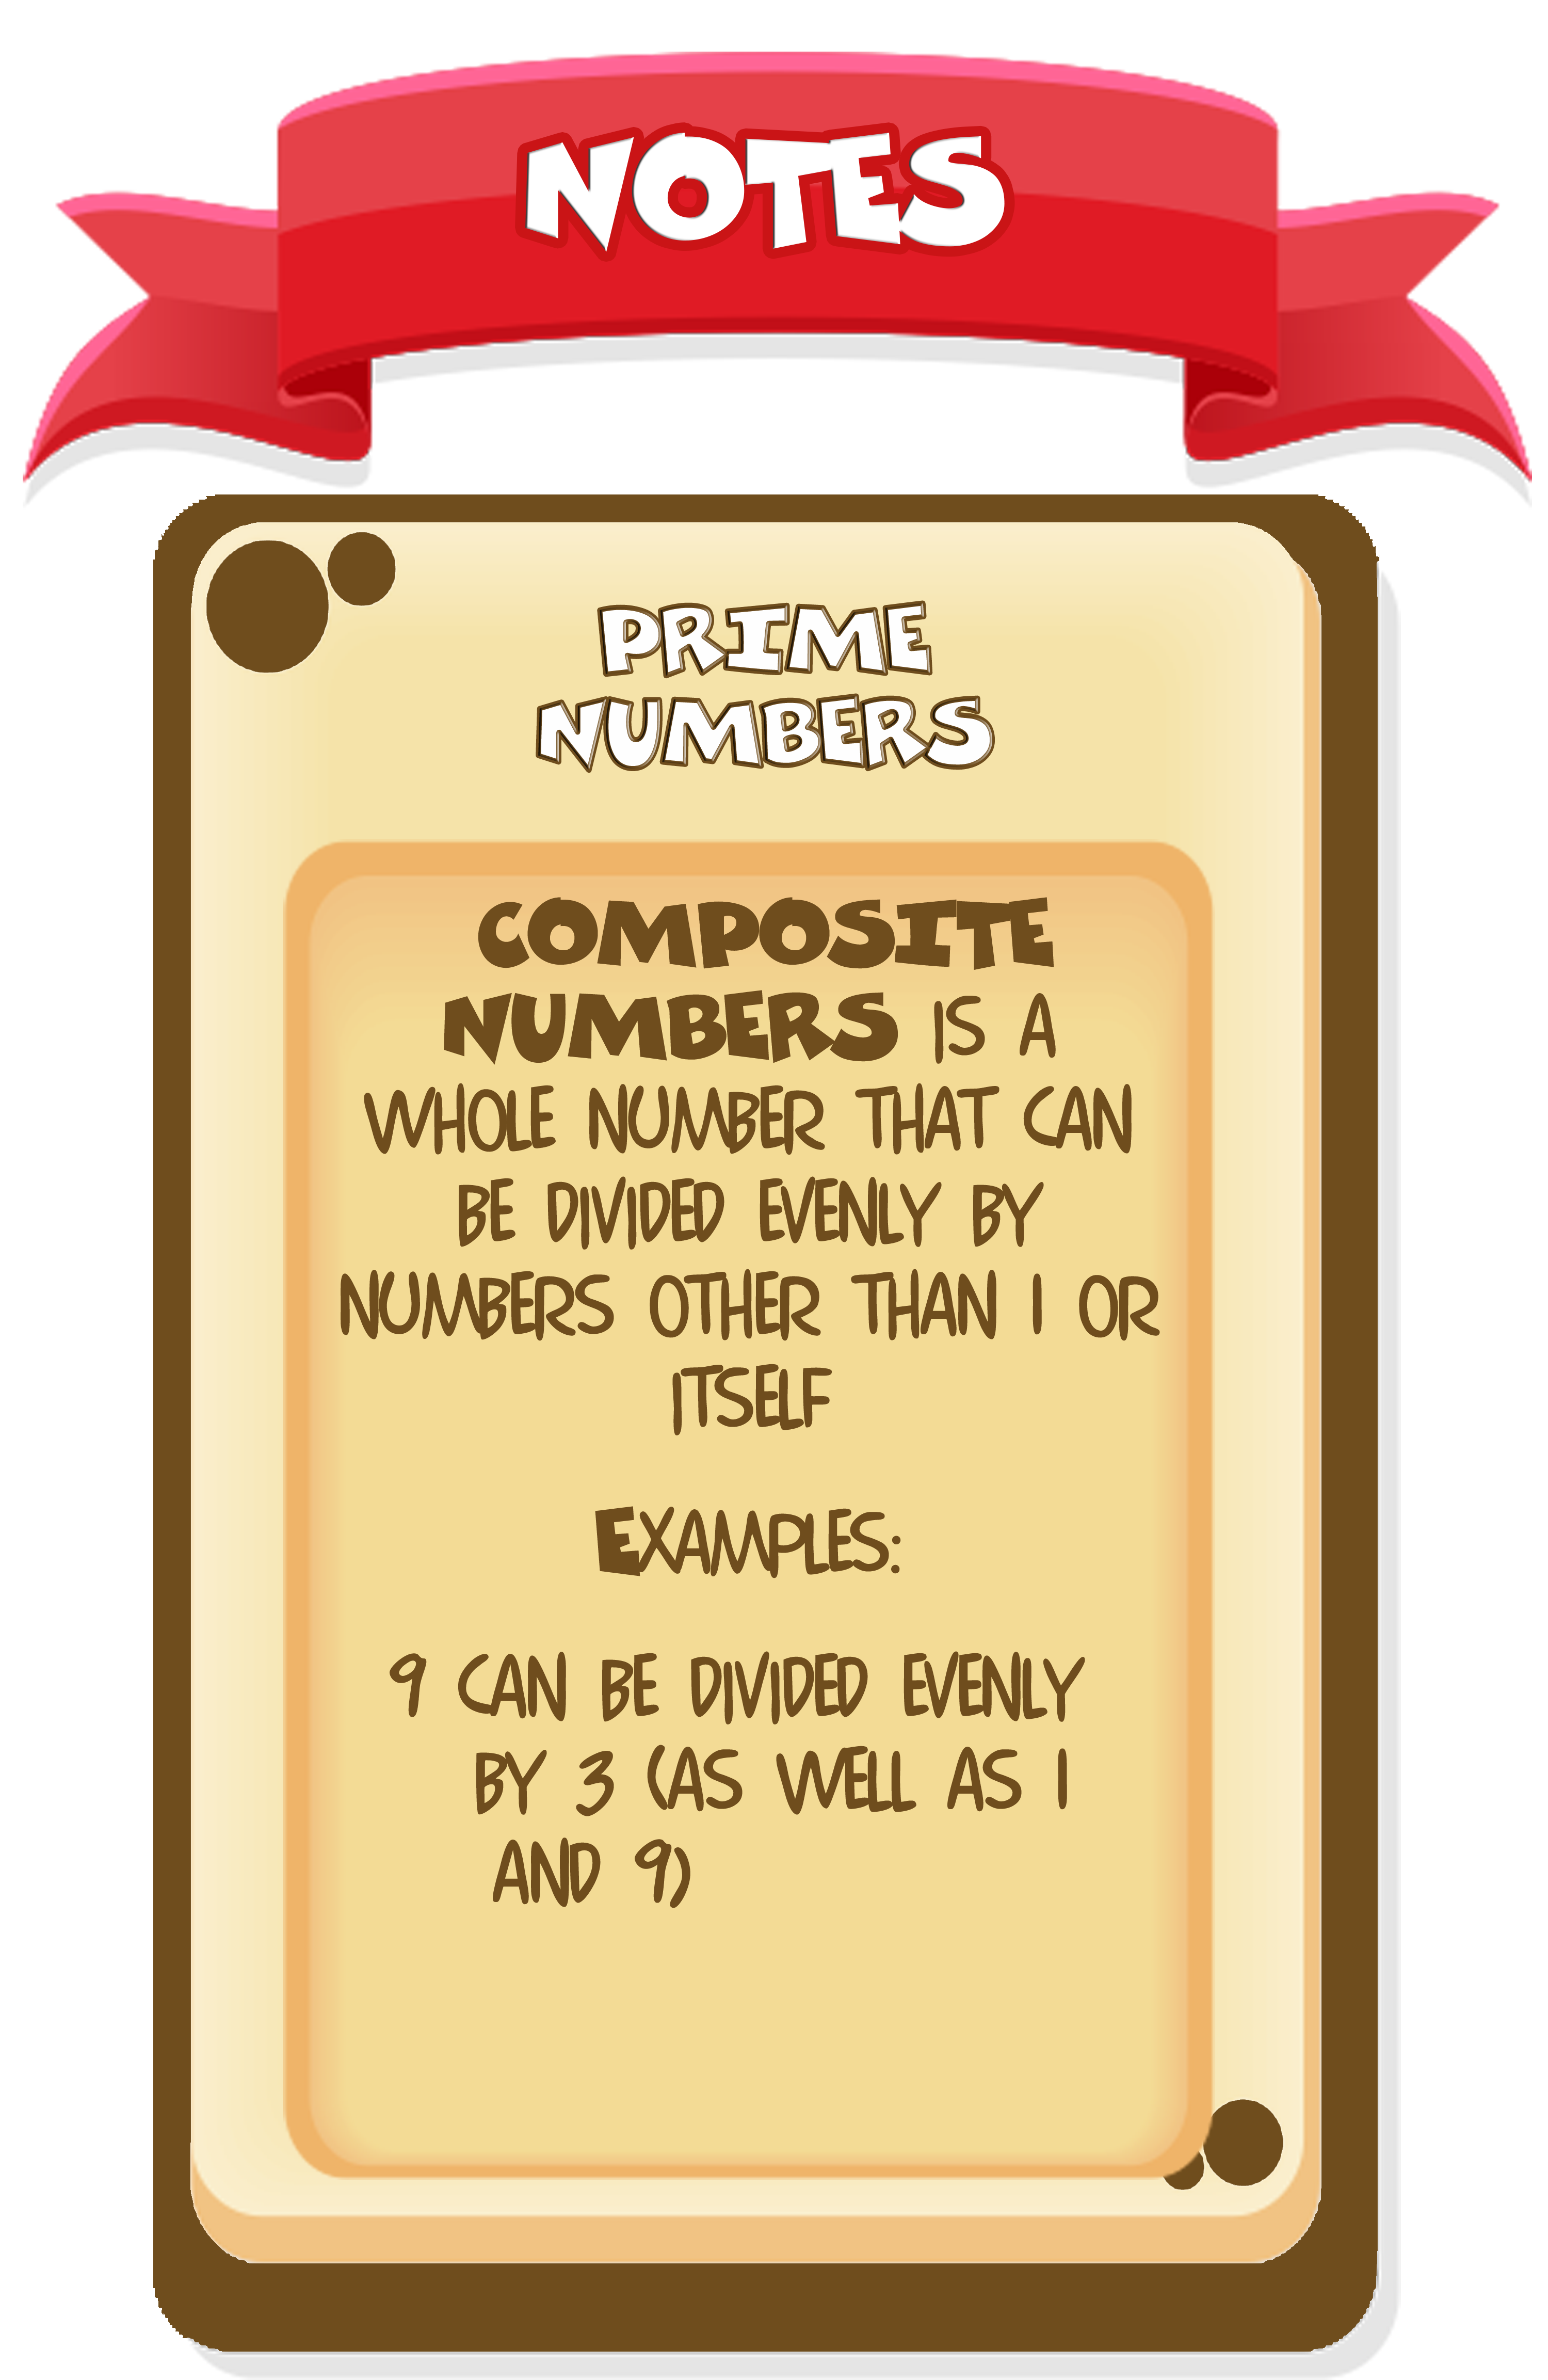 NOTES
PRIME
NUMBERS
COMPOSITE
NUMBERS IS A
WHOLE NUMBER THAT CAN
BE DIVIDED EVENLY BY
NUMBERS OTHER THAN 1 OR
ITSELF
EXAMPLES:
9 CAN BE DIVIDED EVENLY
BY 3 (AS WELL AS 1
AND 9)